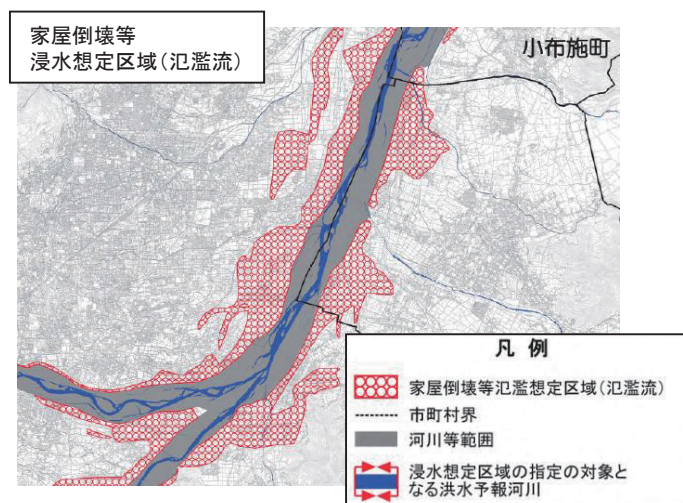 家屋倒壊等
浸水想定区域(氾濫流)
小布施町
凡 例
家屋倒壊等氾濫想定区域(氾濫流)
市町村界
河川等範囲
浸水想定区域の指定の対象と
なる洪水予報河川